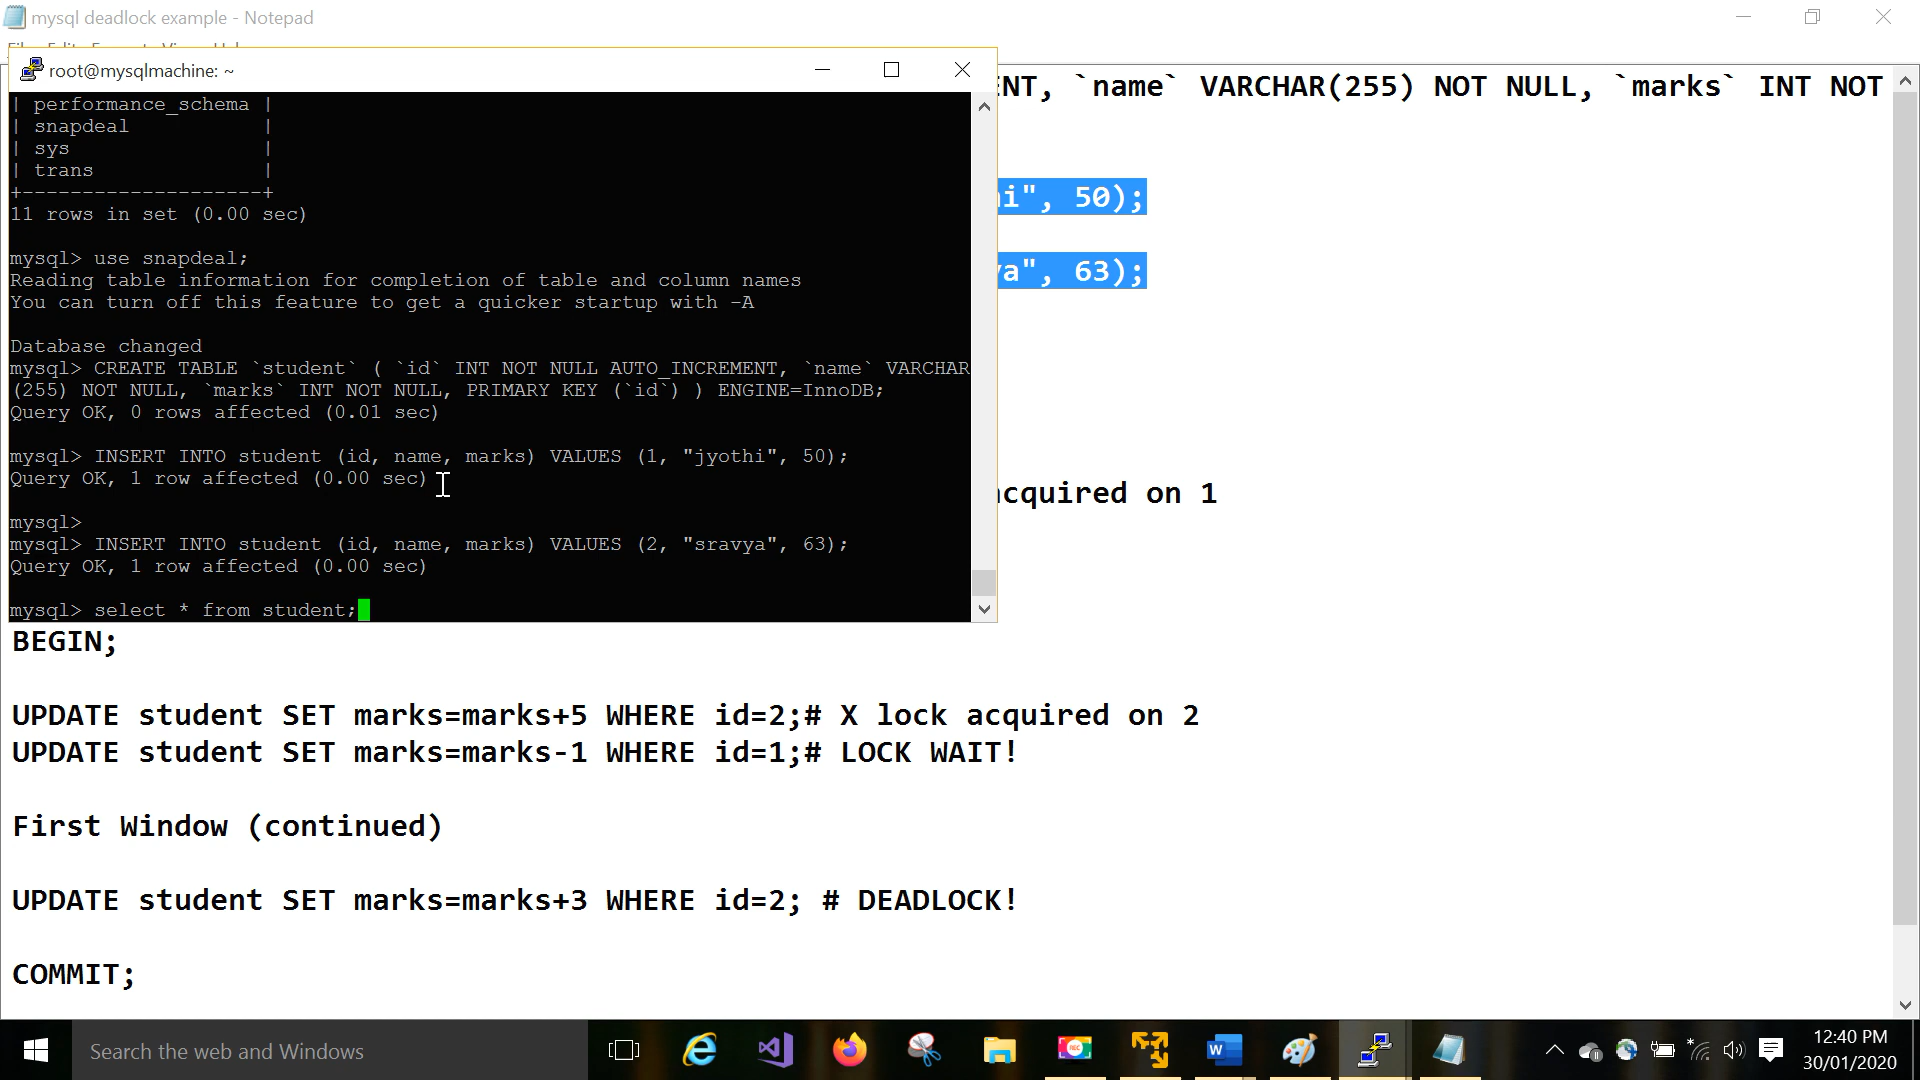 mysql deadlock example - Notepad
root@mysqlmachine: ~
| performance_schema |
| snapdeal |
| sys |
| trans |
+--------------------+
11 rows in set (0.00 sec)
mysql> use snapdeal;
Reading table information for completion of table and column names
You can turn off this feature to get a quicker startup with -A
Database changed
mysql> CREATE TABLE `student` ( `id` INT NOT NULL AUTO_INCREMENT, `name` VARCHAR
(255) NOT NULL, `marks` INT NOT NULL, PRIMARY KEY (`id`) ) ENGINE=InnoDB;
Query OK, 0 rows affected (0.01 sec)
mysql> INSERT INTO student (id, name, marks) VALUES (1, "jyothi", 50);
Query OK, 1 row affected (0.00 sec)
mysql>
mysql> INSERT INTO student (id, name, marks) VALUES (2, "sravya", 63);
Query OK, 1 row affected (0.00 sec)
mysql> select * from student;
ENT, `name` VARCHAR(255) NOT NULL, `marks` INT NOT
i", 50);
a", 63);
acquired on 1
BEGIN;
UPDATE student SET marks=marks+5 WHERE id=2;# X lock acquired on 2
UPDATE student SET marks=marks-1 WHERE id=1;# LOCK WAIT!
First Window (continued)
UPDATE student SET marks=marks+3 WHERE id=2; # DEADLOCK!
COMMIT;
Search the web and Windows
12:40 PM
30/01/2020